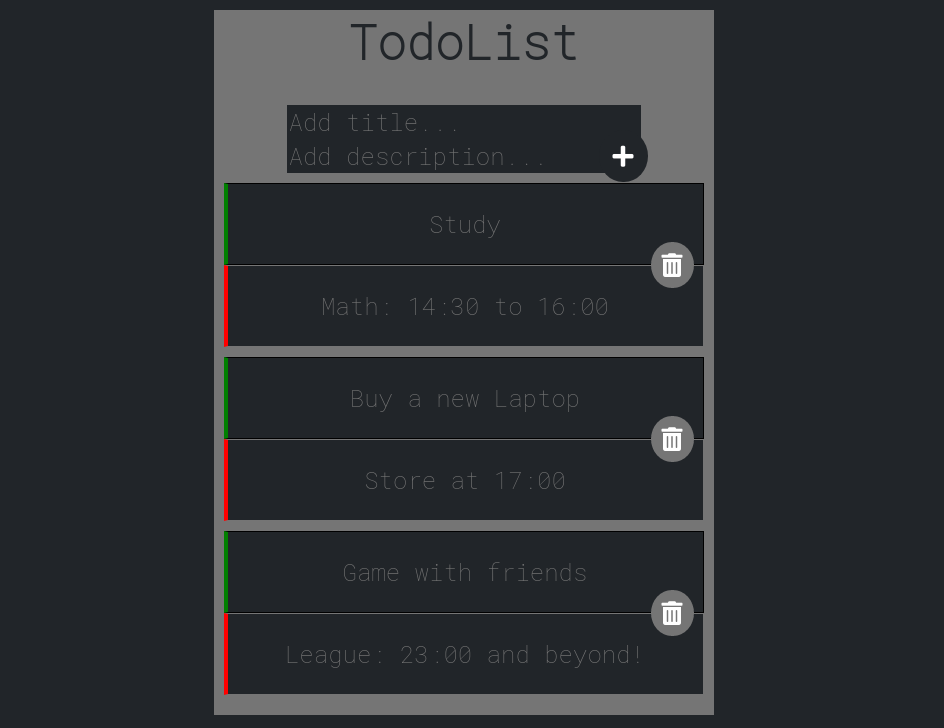 TodoList
Add title...
Add description...
Study
Math: 14:30 to 16:00
Buy a new Laptop
Store at 17:00
Game with friends
League: 23:00 and beyond!